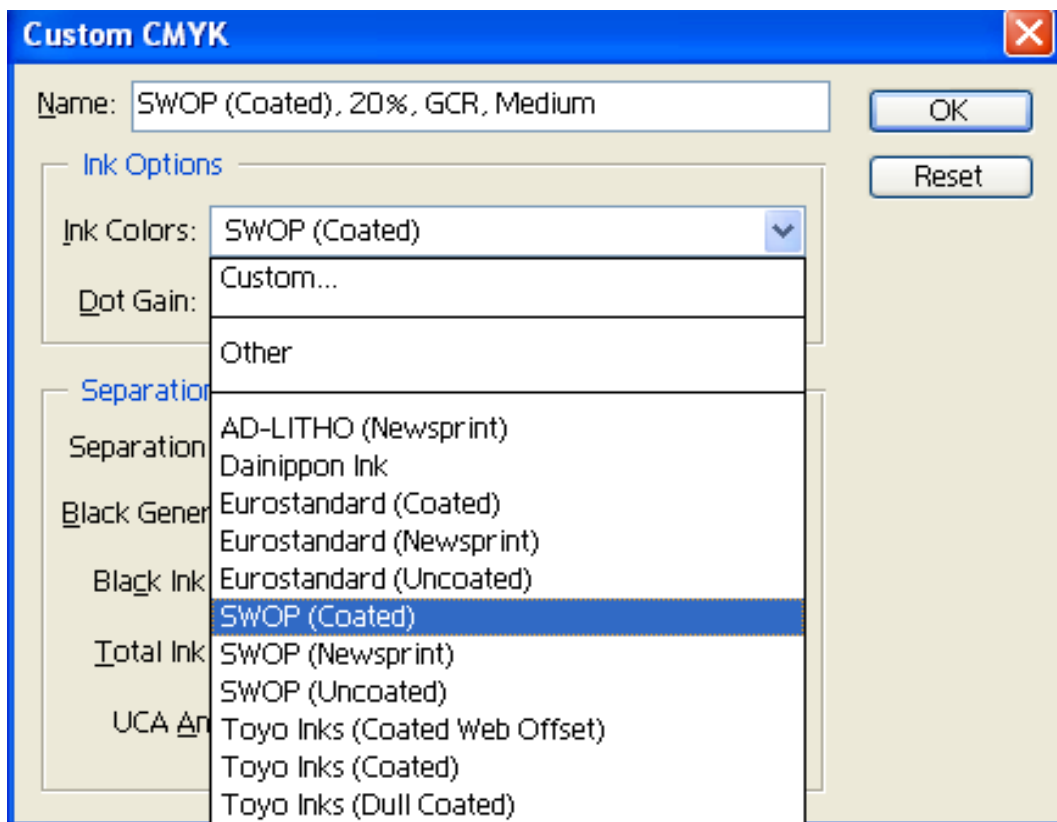 Custom CMYK
Name: SWOP (Coated), 20%, GCR, Medium
OK
Reset
Ink Options
Ink Colors: SWOP (Coated)
Custom...
Dot Gain:
Other
Separation
AD-LITHO (Newsprint)
Separation
Dainippon Ink
Eurostandard (Coated)
Black Gener
Eurostandard (Newsprint)
Black Ink
Eurostandard (Uncoated)
SWOP (Coated)
Total Ink
SWOP (Newsprint)
SWOP (Uncoated)
UCA Am
Toyo Inks (Coated Web Offset)
Toyo Inks (Coated)
Toyo Inks (Dull Coated)